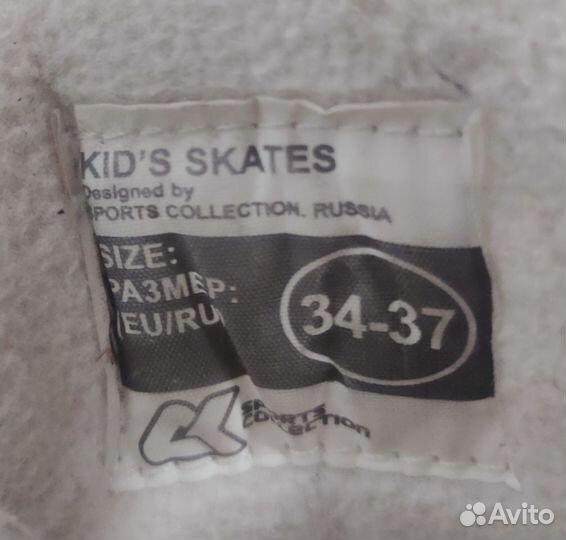 KID'S SKATES
Designed by
SPORTS COLLECTION. RUSSIA
SIZE:
РАЗМЕР:
/EU/RU
34-37
SPORTS
COLLECTION
Avito